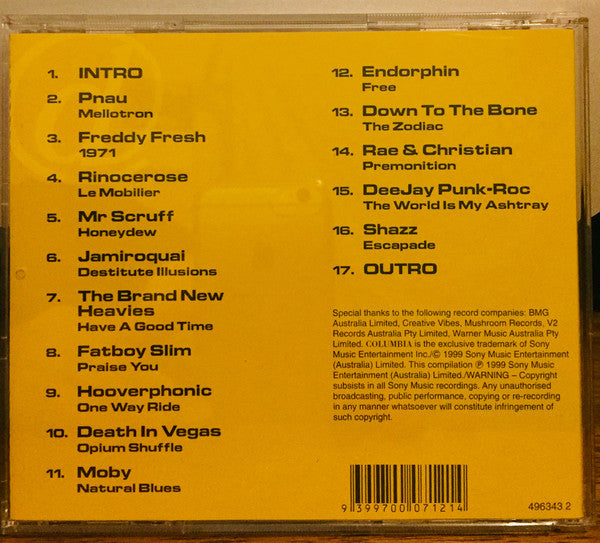 1. INTRO
2. Pnau
Mellotron
3. Freddy Fresh
1971
4. Rinocerose
Le Mobilier
5. Mr Scruff
Honeydew
6. Jamiroquai
Destitute Illusions
7. The Brand New
Heavies
Have A Good Time
8. Fatboy Slim
Praise You
9. Hooverphonic
One Way Ride
10. Death In Vegas
Opium Shuffle
11. Moby
Natural Blues
12. Endorphin
Free
13. Down To The Bone
The Zodiac
14. Rae & Christian
Premonition
15. DeeJay Punk-Roc
The World Is My Ashtray
16. Shazz
Escapade
17. OUTRO
Special thanks to the following record companies: BMG
Australia Limited, Creative Vibes, Mushroom Records, V2
Records Australia Pty Limited, Warner Music Australia Pty
Limited. COLUMBIA is the exclusive trademark of Sony
Music Entertainment Inc./© 1999 Sony Music Entertainment
(Australia) Limited. This compilation ℗ 1999 Sony Music
Entertainment (Australia) Limited./WARNING – Copyright
subsists in all Sony Music recordings. Any unauthorised
broadcasting, public performance, copying or re-recording
in any manner whatsoever will constitute infringement of
such copyright.
9 399700 071214
496343 2